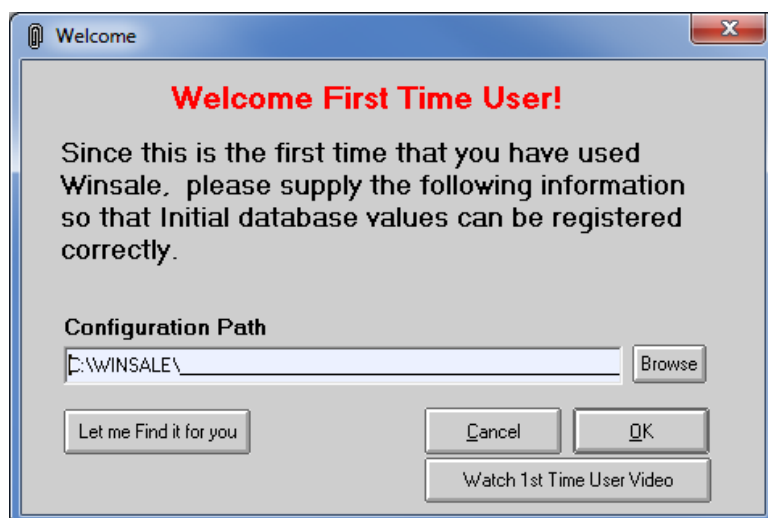 Welcome
Welcome First Time User!
Since this is the first time that you have used
Winsale, please supply the following information
so that Initial database values can be registered
correctly.
Configuration Path
C:\WINSALE\
Browse
Let me Find it for you
Cancel
OK
Watch 1st Time User Video